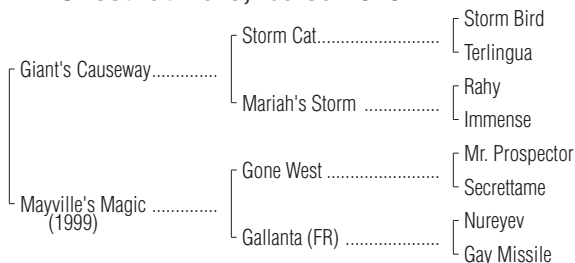 Storm Bird
Storm Cat..........................
Terlingua
Giant's Causeway..............
Rahy
Mariah's Storm ................
Immense
Mr. Prospector
Gone West ........................
Secrettame
Mayville's Magic ..............
(1999)
Nureyev
Gallanta (FR) ....................
Gay Missile